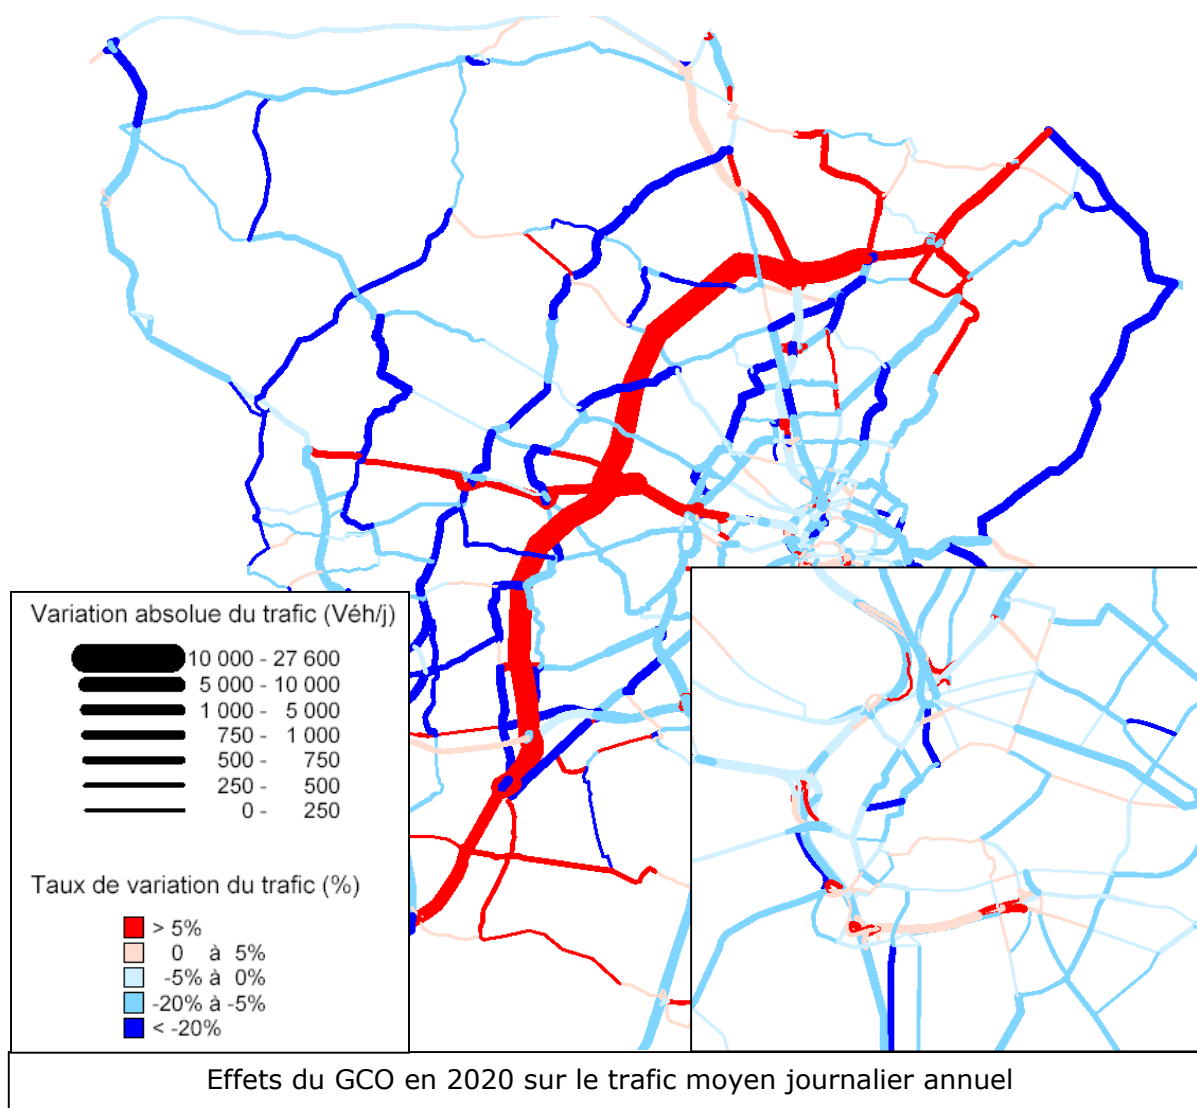 Variation absolue du trafic (Véh/j)
10 000 - 27 600
5 000 - 10 000
1 000 - 5 000
750 - 1 000
500 - 750
250 - 500
0 - 250
Taux de variation du trafic (%)
> 5%
0 à 5%
-5% à 0%
-20% à -5%
< -20%
Effets du GCO en 2020 sur le trafic moyen journalier annuel